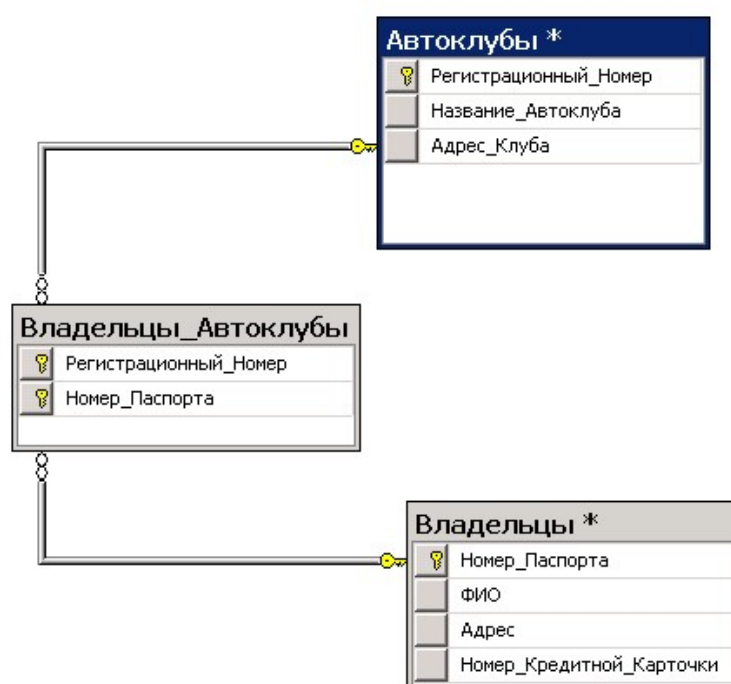 Автоклубы *
Регистрационный_Номер
Название_Автоклуба
Адрес_Клуба
Владельцы_Автоклубы
Регистрационный_Номер
Номер_Паспорта
Владельцы *
Номер_Паспорта
ФИО
Адрес
Номер_Кредитной_Карточки